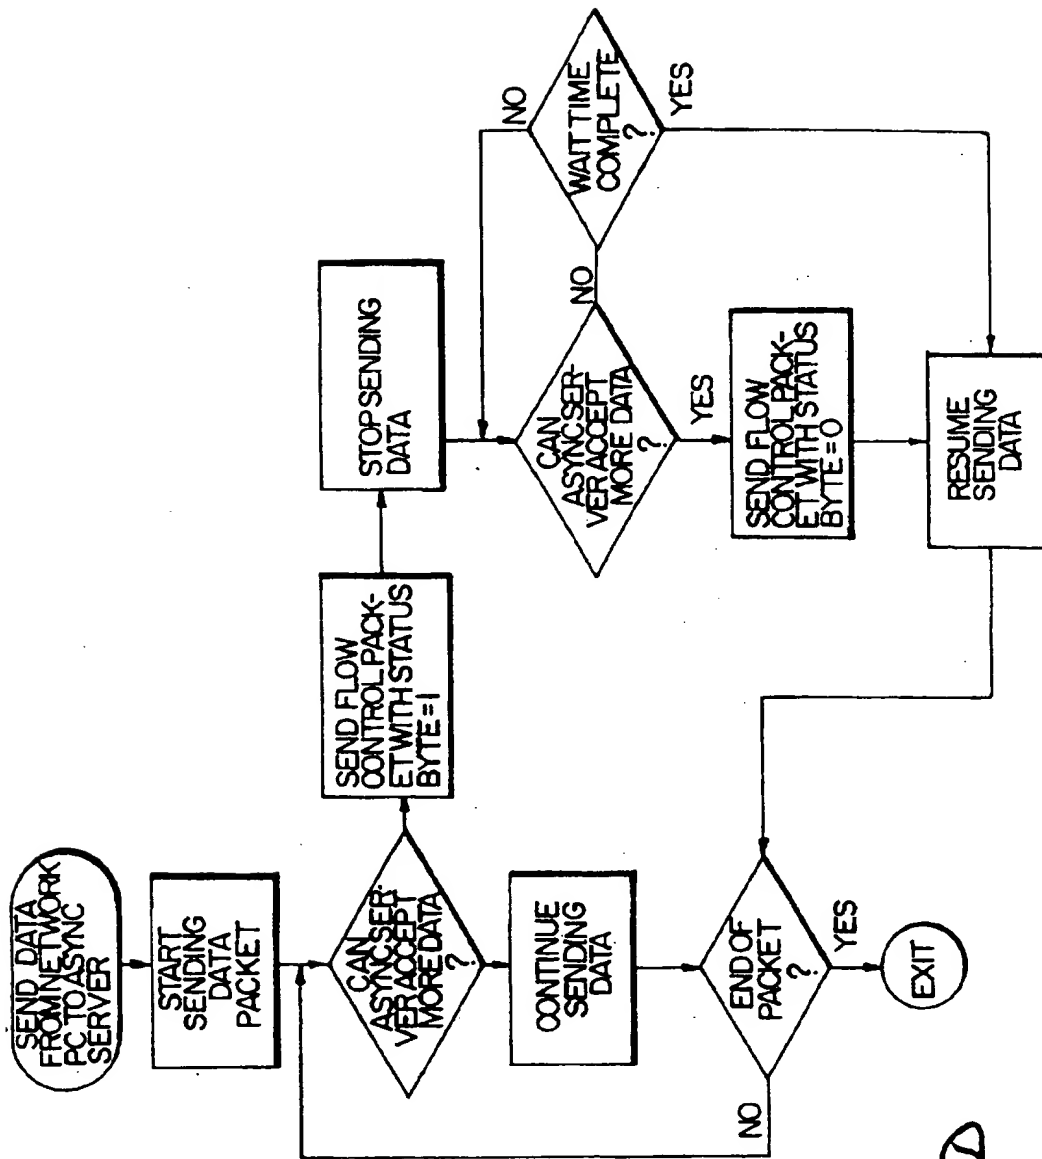 SEND DATA
FROM NETWORK
PC TO ASYNC
SERVER
START
SENDING
DATA
PACKET
CAN
ASYNC SER-
VER ACCEPT
MORE DATA
?
SEND FLOW
CONTROL PACK-
ET WITH STATUS
BYTE = 1
STOP SENDING
DATA
CAN
ASYNC SER-
VER ACCEPT
MORE DATA
?
NO
WAIT TIME
COMPLETE
?
NO
YES
YES
SEND FLOW
CONTROL PACK-
ET WITH STATUS
BYTE = 0
RESUME
SENDING
DATA
CONTINUE
SENDING
DATA
END OF
PACKET
?
NO
YES
EXIT